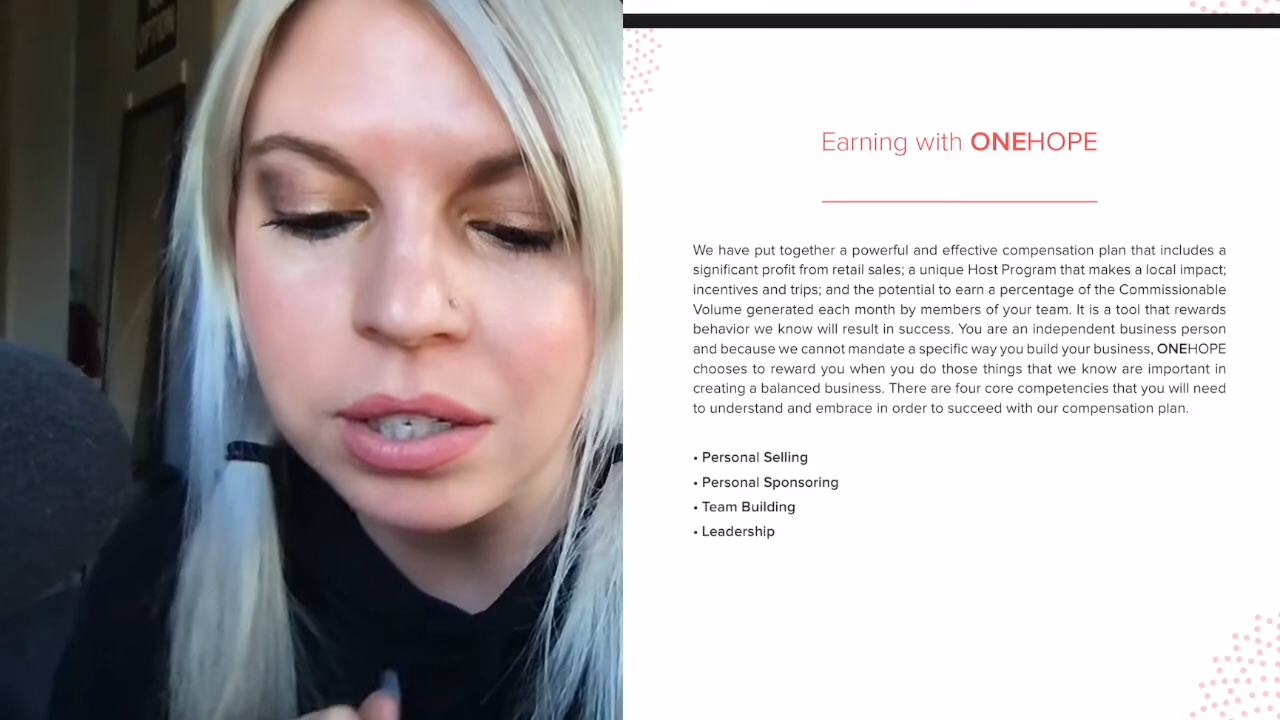 Earning with ONEHOPE
We have put together a powerful and effective compensation plan that includes a
significant profit from retail sales; a unique Host Program that makes a local impact;
incentives and trips; and the potential to earn a percentage of the Commissionable
Volume generated each month by members of your team. It is a tool that rewards
behavior we know will result in success. You are an independent business person
and because we cannot mandate a specific way you build your business, ONEHOPE
chooses to reward you when you do those things that we know are important in
creating a balanced business. There are four core competencies that you will need
to understand and embrace in order to succeed with our compensation plan.
• Personal Selling
• Personal Sponsoring
• Team Building
• Leadership